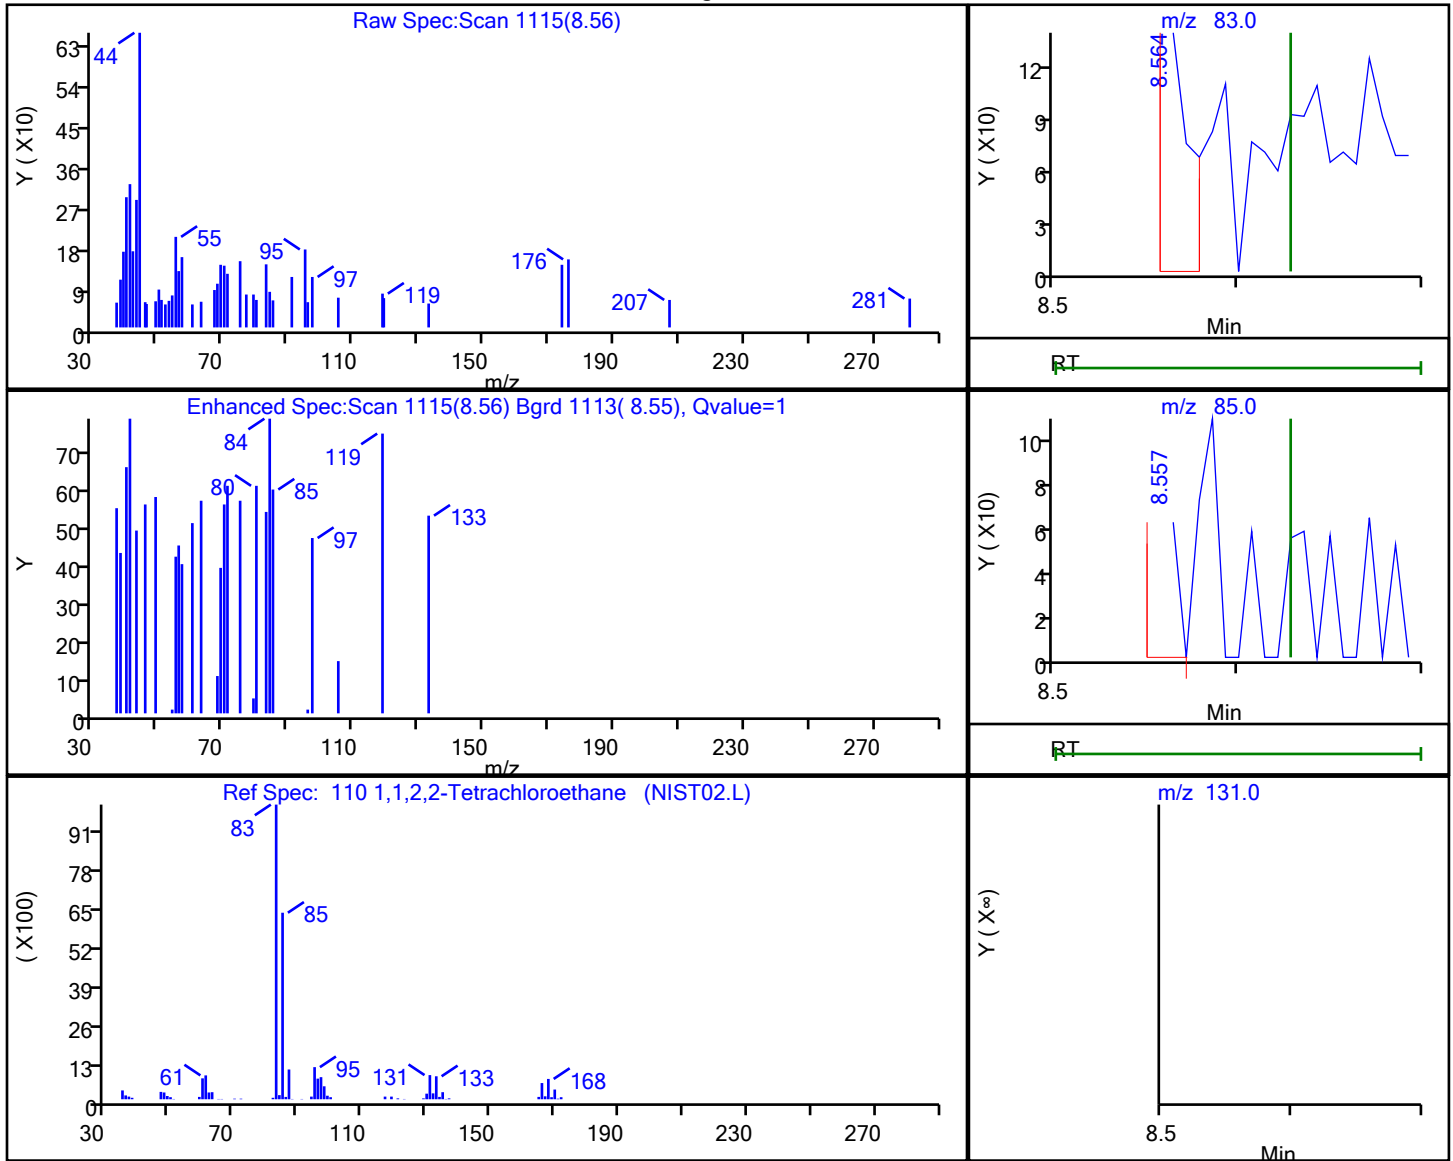 Raw Spec:Scan 1115(8.56)
Y ( X10)
63
54
45
36
27
18
9
0
44
55
95
97
119
176
207
281
30 70 110 150 190 230 270
m/z
m/z 83.0
Y ( X10)
12
9
6
3
0
8.564
8.5
Min
RT
Enhanced Spec:Scan 1115(8.56) Bgrd 1113( 8.55), Qvalue=1
Y
70
60
50
40
30
20
10
0
84
119
80
85
97
133
30 70 110 150 190 230 270
m/z
m/z 85.0
Y ( X10)
10
8
6
4
2
0
8.557
8.5
Min
RT
Ref Spec: 110 1,1,2,2-Tetrachloroethane (NIST02.L)
( X100)
91
78
65
52
39
26
13
0
83
85
61
95
131
133
168
30 70 110 150 190 230 270
m/z 131.0
Y ( X∞)
8.5
Min